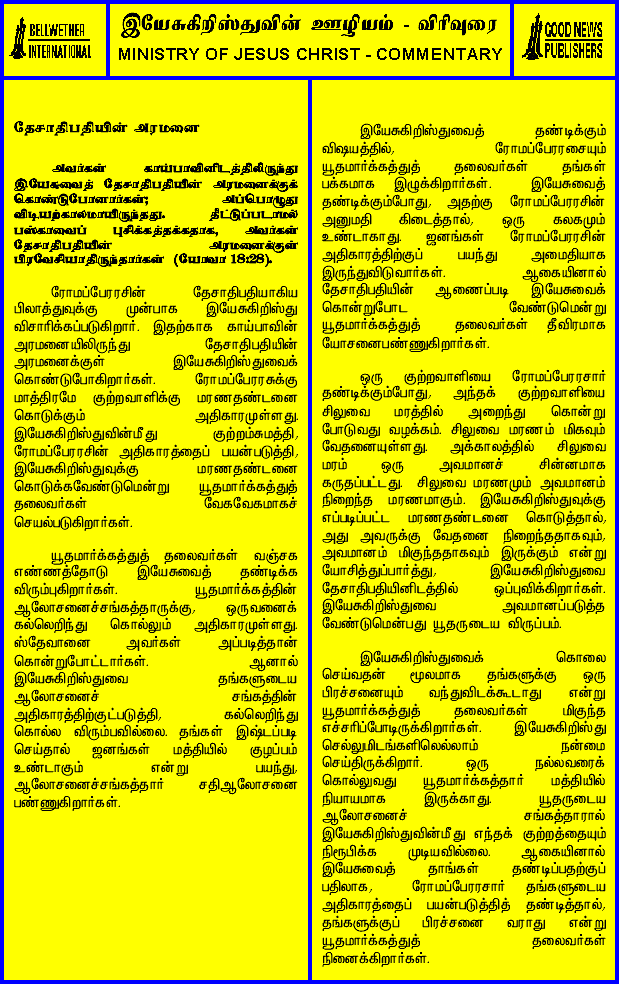 BELLWETHER
INTERNATIONAL
இயேசுகிறிஸ்துவின் ஊழியம் - விரிவுரை
MINISTRY OF JESUS CHRIST - COMMENTARY
GOOD NEWS
PUBLISHERS
தேசாதிபதியின் அரமனை
அவர்கள் காய்பாவினிடத்திலிருந்து
இயேசுவைத் தேசாதிபதியின் அரமனைக்குக்
கொண்டுபோனார்கள்; அப்பொழுது
விடியற்காலமாயிருந்தது. தீட்டுப்படாமல்
பஸ்காவைப் புசிக்கத்தக்கதாக, அவர்கள்
தேசாதிபதியின் அரமனைக்குள்
பிரவேசியாதிருந்தார்கள் (யோவா 18:28).
ரோமப்பேரரசின் தேசாதிபதியாகிய
பிலாத்துவுக்கு முன்பாக இயேசுகிறிஸ்து
விசாரிக்கப்படுகிறார். இதற்காக காய்பாவின்
அரமனையிலிருந்து தேசாதிபதியின்
அரமனைக்குள் இயேசுகிறிஸ்துவைக்
கொண்டுபோகிறார்கள். ரோமப்பேரரசுக்கு
மாத்திரமே குற்றவாளிக்கு மரணதண்டனை
கொடுக்கும் அதிகாரமுள்ளது.
இயேசுகிறிஸ்துவின்மீது குற்றம்சுமத்தி,
ரோமப்பேரரசின் அதிகாரத்தைப் பயன்படுத்தி,
இயேசுகிறிஸ்துவுக்கு மரணதண்டனை
கொடுக்கவேண்டுமென்று யூதமார்க்கத்துத்
தலைவர்கள் வேகவேகமாகச்
செயல்படுகிறார்கள்.
யூதமார்க்கத்துத் தலைவர்கள் வஞ்சக
எண்ணத்தோடு இயேசுவைத் தண்டிக்க
விரும்புகிறார்கள். யூதமார்க்கத்தின்
ஆலோசனைச்சங்கத்தாருக்கு, ஒருவனைக்
கல்லெறிந்து கொல்லும் அதிகாரமுள்ளது.
ஸ்தேவானை அவர்கள் அப்படித்தான்
கொன்றுபோட்டார்கள். ஆனால்
இயேசுகிறிஸ்துவை தங்களுடைய
ஆலோசனைச் சங்கத்தின்
அதிகாரத்திற்குட்படுத்தி, கல்லெறிந்து
கொல்ல விரும்பவில்லை. தங்கள் இஷ்டப்படி
செய்தால் ஜனங்கள் மத்தியில் குழப்பம்
உண்டாகும் என்று பயந்து,
ஆலோசனைச்சங்கத்தார் சதிஆலோசனை
பண்ணுகிறார்கள்.
இயேசுகிறிஸ்துவைத் தண்டிக்கும்
விஷயத்தில், ரோமப்பேரரசையும்
யூதமார்க்கத்துத் தலைவர்கள் தங்கள்
பக்கமாக இழுக்கிறார்கள். இயேசுவைத்
தண்டிக்கும்போது, அதற்கு ரோமப்பேரரசின்
அனுமதி கிடைத்தால், ஒரு கலகமும்
உண்டாகாது. ஜனங்கள் ரோமப்பேரரசின்
அதிகாரத்திற்குப் பயந்து அமைதியாக
இருந்துவிடுவார்கள். ஆகையினால்
தேசாதிபதியின் ஆணைப்படி இயேசுவைக்
கொன்றுபோட வேண்டுமென்று
யூதமார்க்கத்துத் தலைவர்கள் தீவிரமாக
யோசனைபண்ணுகிறார்கள்.
ஒரு குற்றவாளியை ரோமப்பேரரசார்
தண்டிக்கும்போது, அந்தக் குற்றவாளியை
சிலுவை மரத்தில் அறைந்து கொன்று
போடுவது வழக்கம். சிலுவை மரணம் மிகவும்
வேதனையுள்ளது. அக்காலத்தில் சிலுவை
மரம் ஒரு அவமானச் சின்னமாக
கருதப்பட்டது. சிலுவை மரணமும் அவமானம்
நிறைந்த மரணமாகும். இயேசுகிறிஸ்துவுக்கு
எப்படிப்பட்ட மரணதண்டனை கொடுத்தால்,
அது அவருக்கு வேதனை நிறைந்ததாகவும்,
அவமானம் மிகுந்ததாகவும் இருக்கும் என்று
யோசித்துப்பார்த்து, இயேசுகிறிஸ்துவை
தேசாதிபதியினிடத்தில் ஒப்புவிக்கிறார்கள்.
இயேசுகிறிஸ்துவை அவமானப்படுத்த
வேண்டுமென்பது யூதருடைய விருப்பம்.
இயேசுகிறிஸ்துவைக் கொலை
செய்வதன் மூலமாக தங்களுக்கு ஒரு
பிரச்சனையும் வந்துவிடக்கூடாது என்று
யூதமார்க்கத்துத் தலைவர்கள் மிகுந்த
எச்சரிப்போடிருக்கிறார்கள். இயேசுகிறிஸ்து
செல்லுமிடங்களிலெல்லாம் நன்மை
செய்திருக்கிறார். ஒரு நல்லவரைக்
கொல்லுவது யூதமார்க்கத்தார் மத்தியில்
நியாயமாக இருக்காது. யூதருடைய
ஆலோசனைச் சங்கத்தாரால்
இயேசுகிறிஸ்துவின்மீது எந்தக் குற்றத்தையும்
நிரூபிக்க முடியவில்லை. ஆகையினால்
இயேசுவைத் தாங்கள் தண்டிப்பதற்குப்
பதிலாக, ரோமப்பேரரசார் தங்களுடைய
அதிகாரத்தைப் பயன்படுத்தித் தண்டித்தால்,
தங்களுக்குப் பிரச்சனை வராது என்று
யூதமார்க்கத்துத் தலைவர்கள்
நினைக்கிறார்கள்.